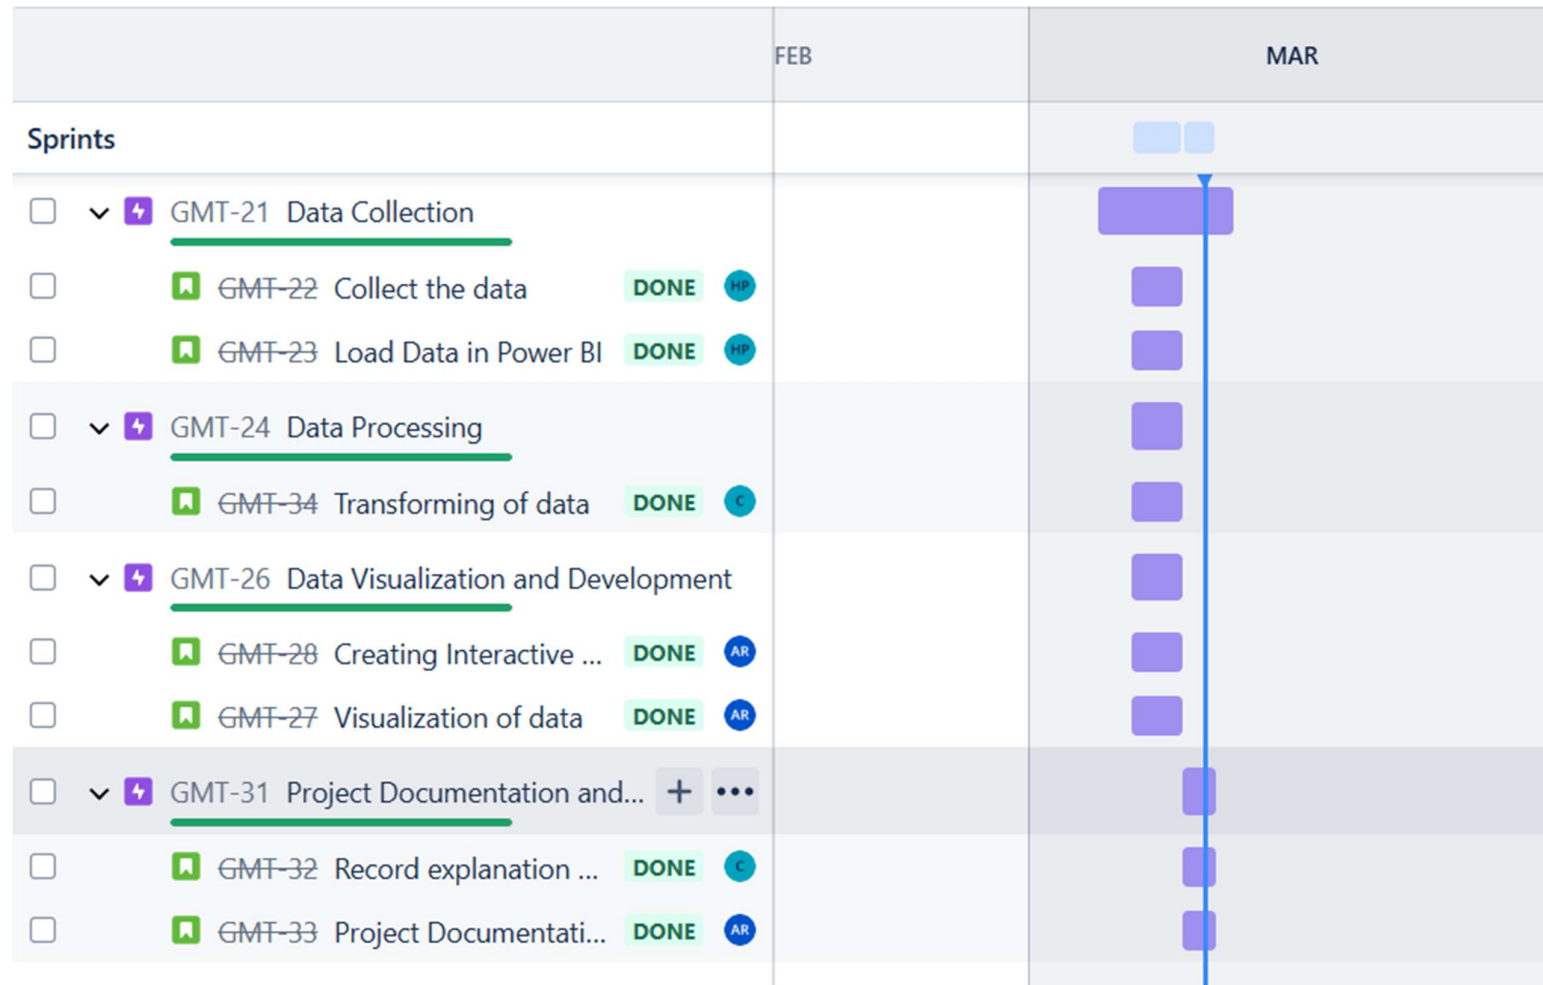 FEB MAR
Sprints
GMT-21 Data Collection
GMT-22 Collect the data DONE HP
GMT-23 Load Data in Power BI DONE HP
GMT-24 Data Processing
GMT-34 Transforming of data DONE C
GMT-26 Data Visualization and Development
GMT-28 Creating Interactive ... DONE AR
GMT-27 Visualization of data DONE AR
GMT-31 Project Documentation and...
GMT-32 Record explanation ... DONE C
GMT-33 Project Documentati... DONE AR